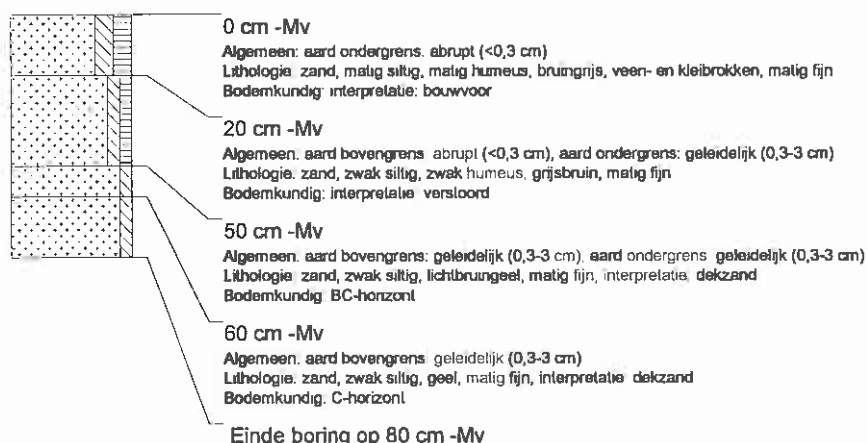 0 cm -Mv
Algemeen: aard ondergrens: abrupt (<0,3 cm)
Lithologie: zand, matig siltig, matig humeus, bruingrijs, veen- en kleibrokken, matig fijn
Bodemkundig: interpretatie: bouwvoor
20 cm -Mv
Algemeen: aard bovengrens: abrupt (<0,3 cm), aard ondergrens: geleidelijk (0,3-3 cm)
Lithologie: zand, zwak siltig, zwak humeus, grijsbruin, matig fijn
Bodemkundig: interpretatie: verstoord
50 cm -Mv
Algemeen: aard bovengrens: geleidelijk (0,3-3 cm), aard ondergrens: geleidelijk (0,3-3 cm)
Lithologie: zand, zwak siltig, lichtbruingeel, matig fijn, interpretatie: dekzand
Bodemkundig: BC-horizont
60 cm -Mv
Algemeen: aard bovengrens: geleidelijk (0,3-3 cm)
Lithologie: zand, zwak siltig, geel, matig fijn, interpretatie: dekzand
Bodemkundig: C-horizont
Einde boring op 80 cm -Mv